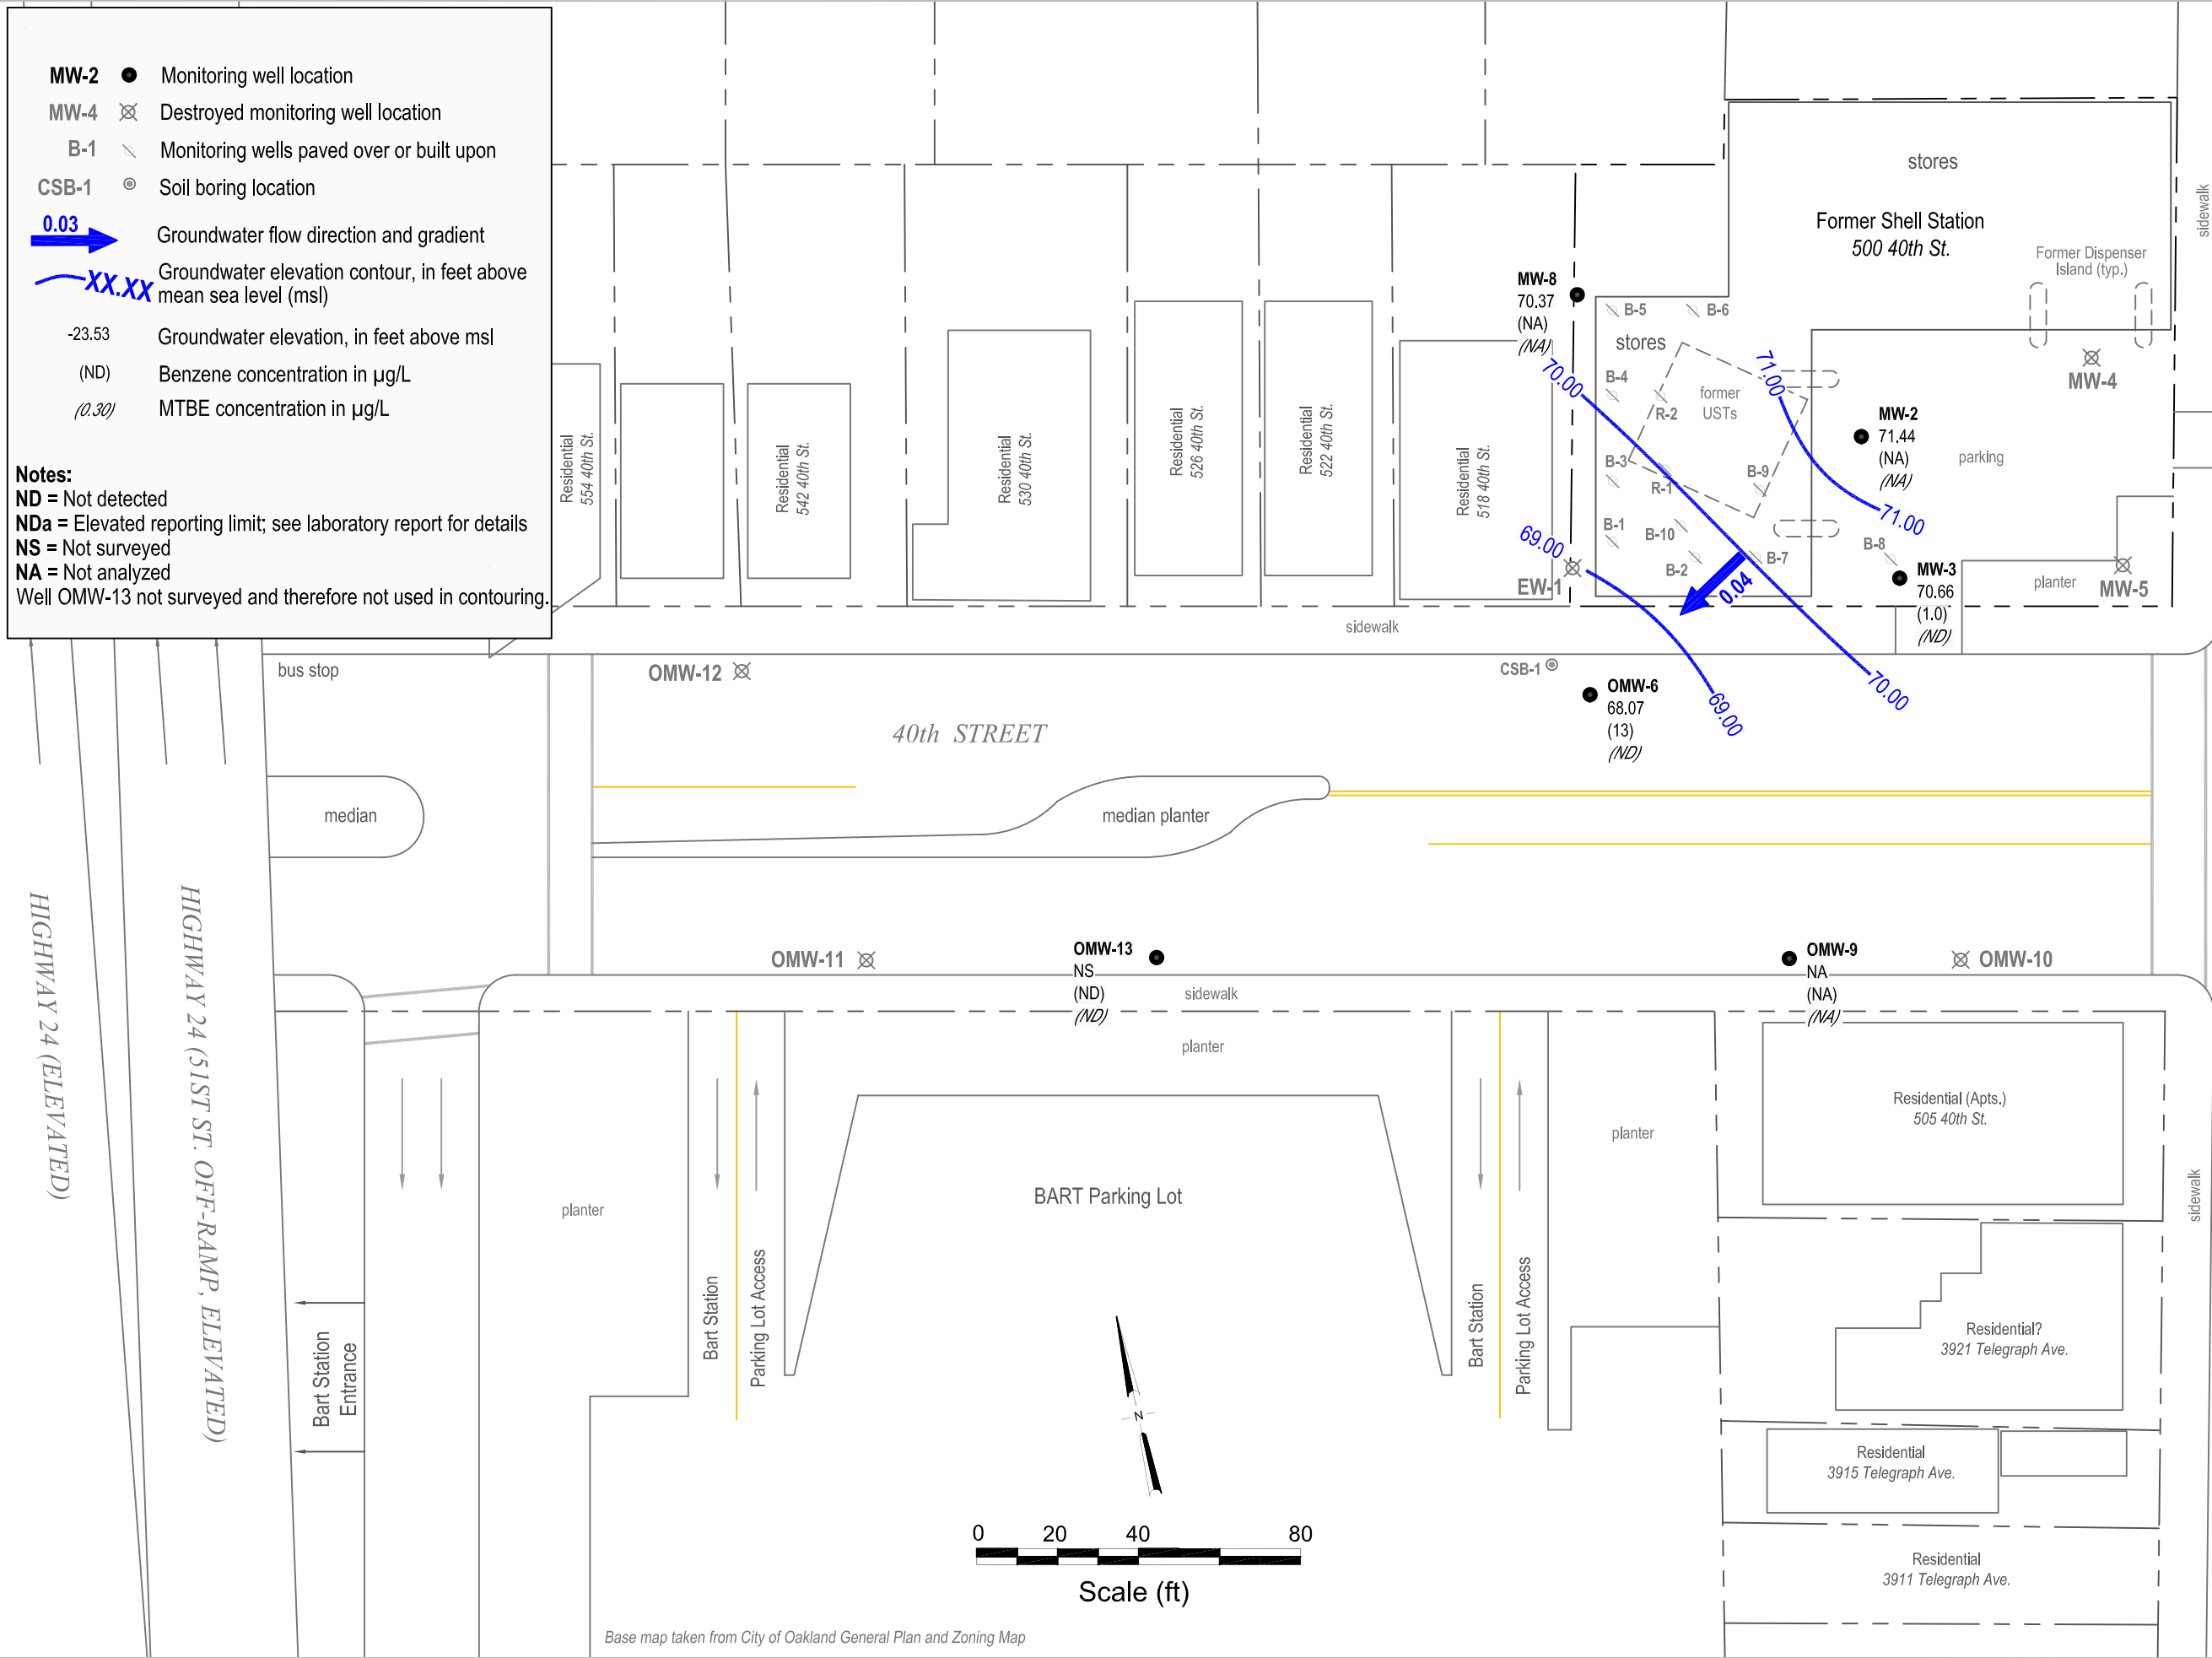 MW-2 Monitoring well location
MW-4 Destroyed monitoring well location
B-1 Monitoring wells paved over or built upon
CSB-1 Soil boring location
0.03
Groundwater flow direction and gradient
XX.XX
Groundwater elevation contour, in feet above
mean sea level (msl)
-23.53 Groundwater elevation, in feet above msl
(ND) Benzene concentration in µg/L
(0.30) MTBE concentration in µg/L
Notes:
ND = Not detected
NDa = Elevated reporting limit; see laboratory report for details
NS = Not surveyed
NA = Not analyzed
Well OMW-13 not surveyed and therefore not used in contouring.
stores
Former Shell Station
500 40th St.
Former Dispenser
Island (typ.)
sidewalk
MW-8
70.37
(NA)
(NA)
B-5
B-6
stores
71.00
70.00
B-4
R-2
former
USTs
MW-4
MW-2
71.44
(NA)
(NA)
parking
B-3
R-1
B-9
71.00
B-1
B-10
B-2
B-7
B-8
69.00
EW-1
0.04
MW-3
70.66
(1.0)
(ND)
planter
MW-5
Residential
554 40th St.
Residential
542 40th St.
Residential
530 40th St.
Residential
526 40th St.
Residential
522 40th St.
Residential
518 40th St.
sidewalk
bus stop
OMW-12
CSB-1
OMW-6
68.07
(13)
(ND)
69.00
70.00
40th STREET
median
median planter
HIGHWAY 24 (ELEVATED)
HIGHWAY 24 (51ST ST. OFF-RAMP, ELEVATED)
OMW-11
OMW-13
NS
(ND)
(ND)
sidewalk
OMW-9
NA
(NA)
(NA)
OMW-10
planter
planter
planter
BART Parking Lot
Residential (Apts.)
505 40th St.
sidewalk
Bart Station
Parking Lot Access
Bart Station
Parking Lot Access
Bart Station
Entrance
Residential?
3921 Telegraph Ave.
N
Residential
3915 Telegraph Ave.
0 20 40 80
Scale (ft)
Residential
3911 Telegraph Ave.
Base map taken from City of Oakland General Plan and Zoning Map